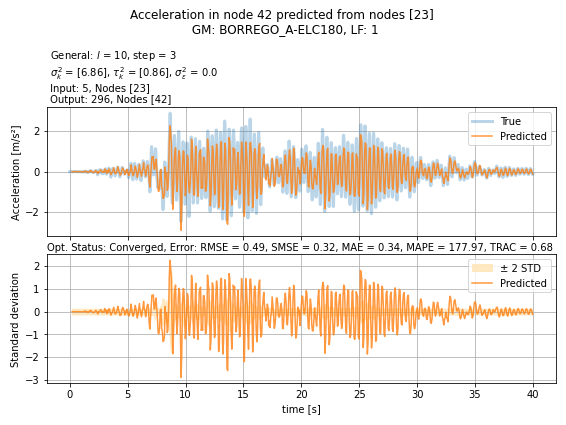 Acceleration in node 42 predicted from nodes [23]
GM: BORREGO_A-ELC180, LF: 1
General: l = 10, step = 3
σ²ₖ = [6.86], τ²ₖ = [0.86], σ²ₑ = 0.0
Input: 5, Nodes [23]
Output: 296, Nodes [42]
Acceleration [m/s²]
2
0
−2
True
Predicted
Opt. Status: Converged, Error: RMSE = 0.49, SMSE = 0.32, MAE = 0.34, MAPE = 177.97, TRAC = 0.68
Standard deviation
2
1
0
−1
−2
−3
± 2 STD
Predicted
0 5 10 15 20 25 30 35 40
time [s]